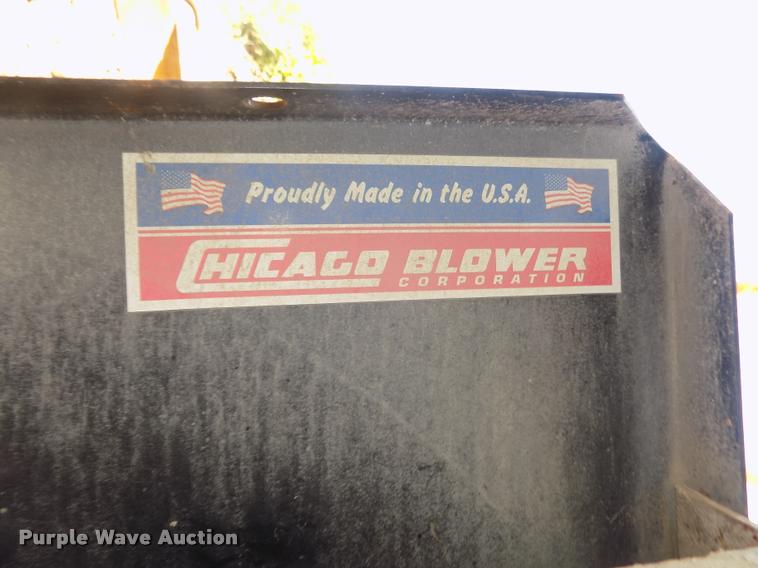 Proudly Made in the U.S.A.
CHICAGO BLOWER
CORPORATION
Purple Wave Auction